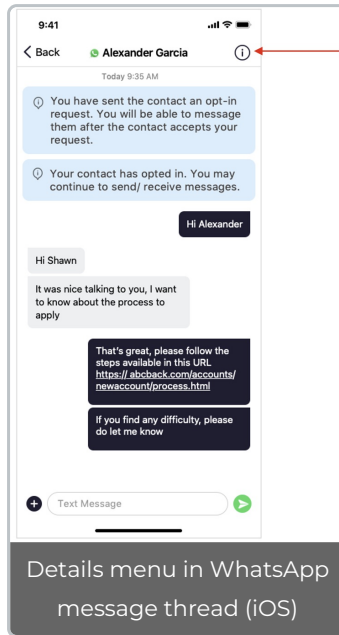 9:41
Back
Alexander Garcia
Today 9:35 AM
You have sent the contact an opt-in
request. You will be able to message
them after the contact accepts your
request.
Your contact has opted in. You may
continue to send/ receive messages.
Hi Alexander
Hi Shawn
It was nice talking to you, I want
to know about the process to
apply
That's great, please follow the
steps available in this URL
https:// abcback.com/accounts/
newaccount/process.html
If you find any difficulty, please
do let me know
Text Message
Details menu in WhatsApp
message thread (iOS)